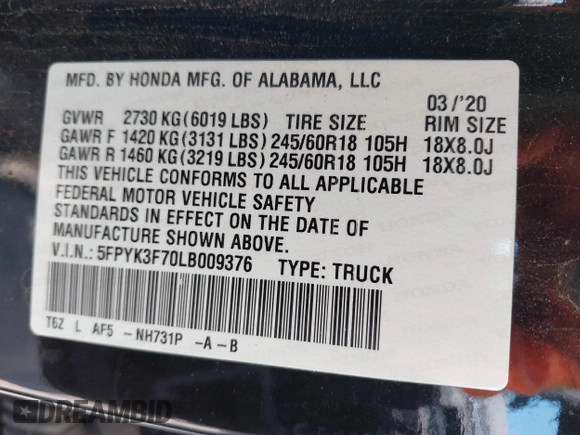 MFD. BY HONDA MFG. OF ALABAMA, LLC
03/'20
GVWR 2730 KG(6019 LBS) TIRE SIZE RIM SIZE
GAWR F 1420 KG(3131 LBS) 245/60R18 105H 18X8.0J
GAWR R 1460 KG(3219 LBS) 245/60R18 105H 18X8.0J
THIS VEHICLE CONFORMS TO ALL APPLICABLE
FEDERAL MOTOR VEHICLE SAFETY
STANDARDS IN EFFECT ON THE DATE OF
MANUFACTURE SHOWN ABOVE.
V.I.N.: 5FPYK3F70LB009376 TYPE: TRUCK
T6Z L AF5 -NH731P -A-B
DREAMBID